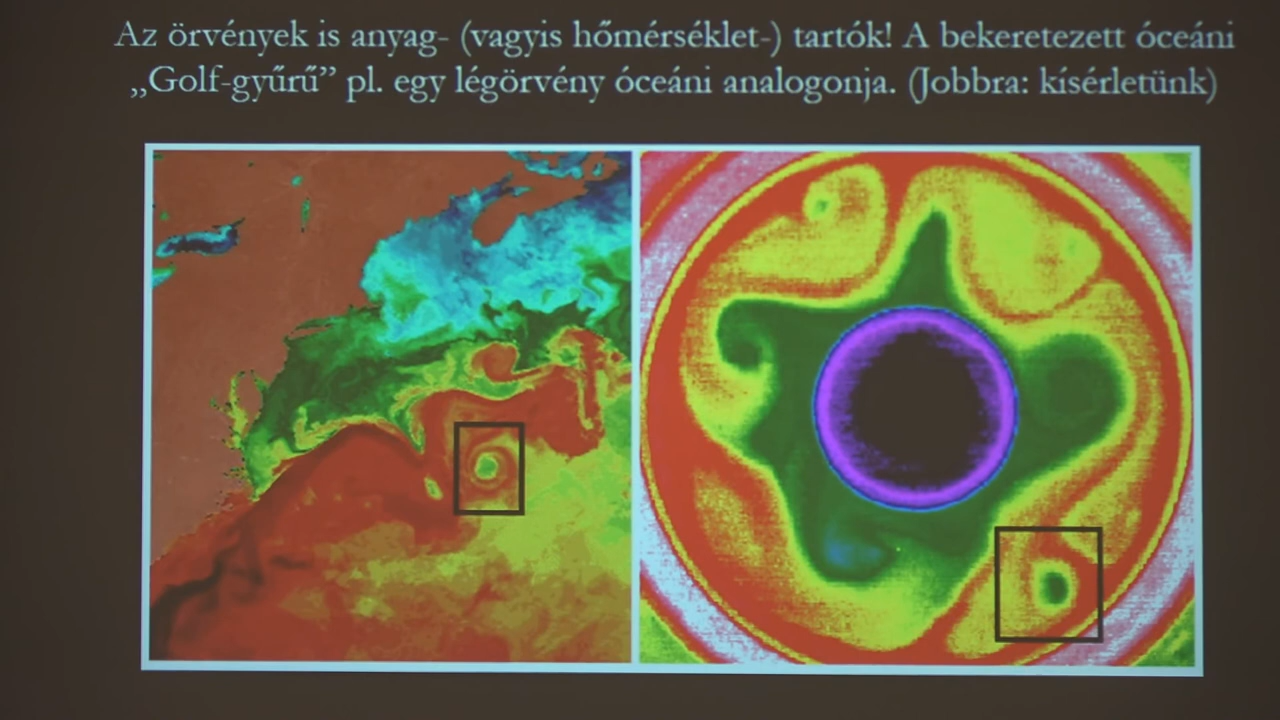 Az örvények is anyag- (vagyis hőmérséklet-) tartók! A bekeretezett óceáni
„Golf-gyűrű” pl. egy légörvény óceáni analogonja. (Jobbra: kísérletünk)